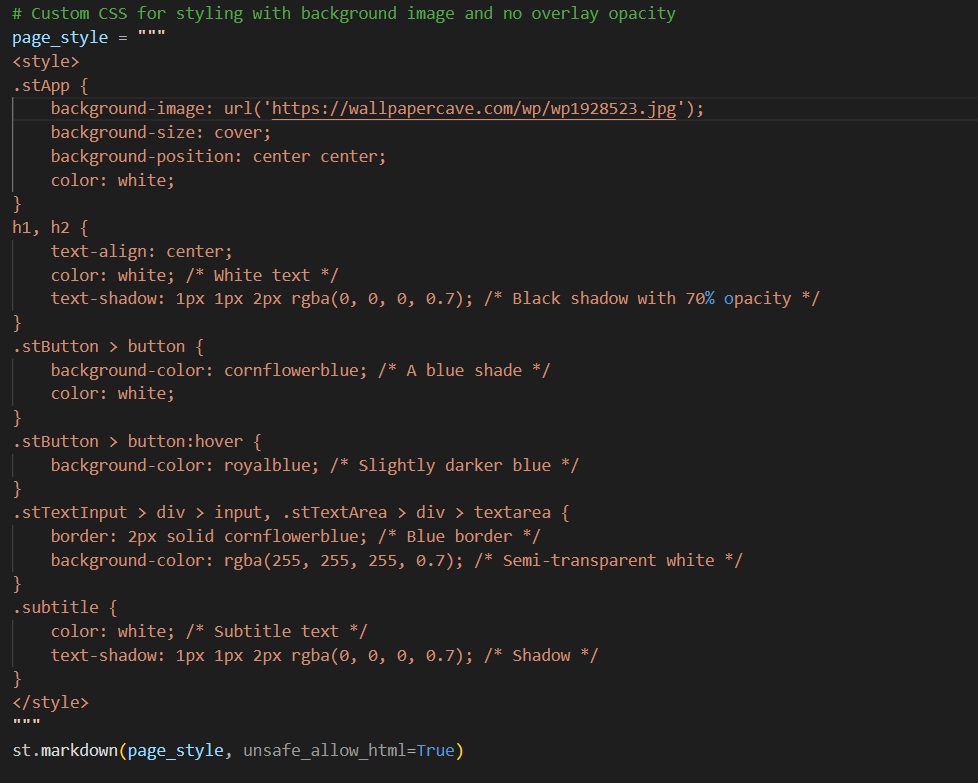 # Custom CSS for styling with background image and no overlay opacity
page_style = """
<style>
.stApp {
    background-image: url('https://wallpapercave.com/wp/wp1928523.jpg');
    background-size: cover;
    background-position: center center;
    color: white;
}
h1, h2 {
    text-align: center;
    color: white; /* White text */
    text-shadow: 1px 1px 2px rgba(0, 0, 0, 0.7); /* Black shadow with 70% opacity */
}
.stButton > button {
    background-color: cornflowerblue; /* A blue shade */
    color: white;
}
.stButton > button:hover {
    background-color: royalblue; /* Slightly darker blue */
}
.stTextInput > div > input, .stTextArea > div > textarea {
    border: 2px solid cornflowerblue; /* Blue border */
    background-color: rgba(255, 255, 255, 0.7); /* Semi-transparent white */
}
.subtitle {
    color: white; /* Subtitle text */
    text-shadow: 1px 1px 2px rgba(0, 0, 0, 0.7); /* Shadow */
}
</style>
"""
st.markdown(page_style, unsafe_allow_html=True)